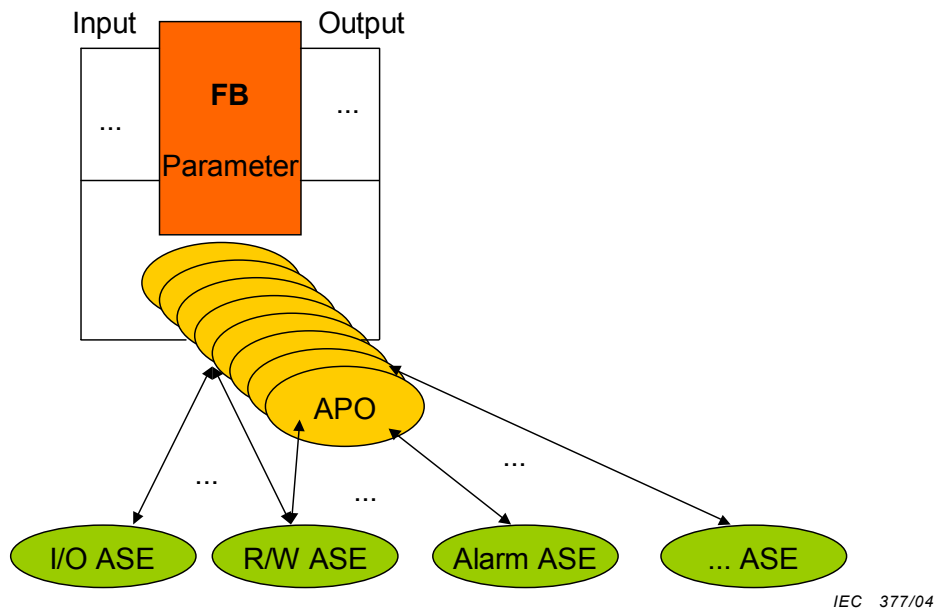 Input Output
FB
... ...
Parameter
APO
...
...
...
I/O ASE R/W ASE Alarm ASE ... ASE
IEC 377/04